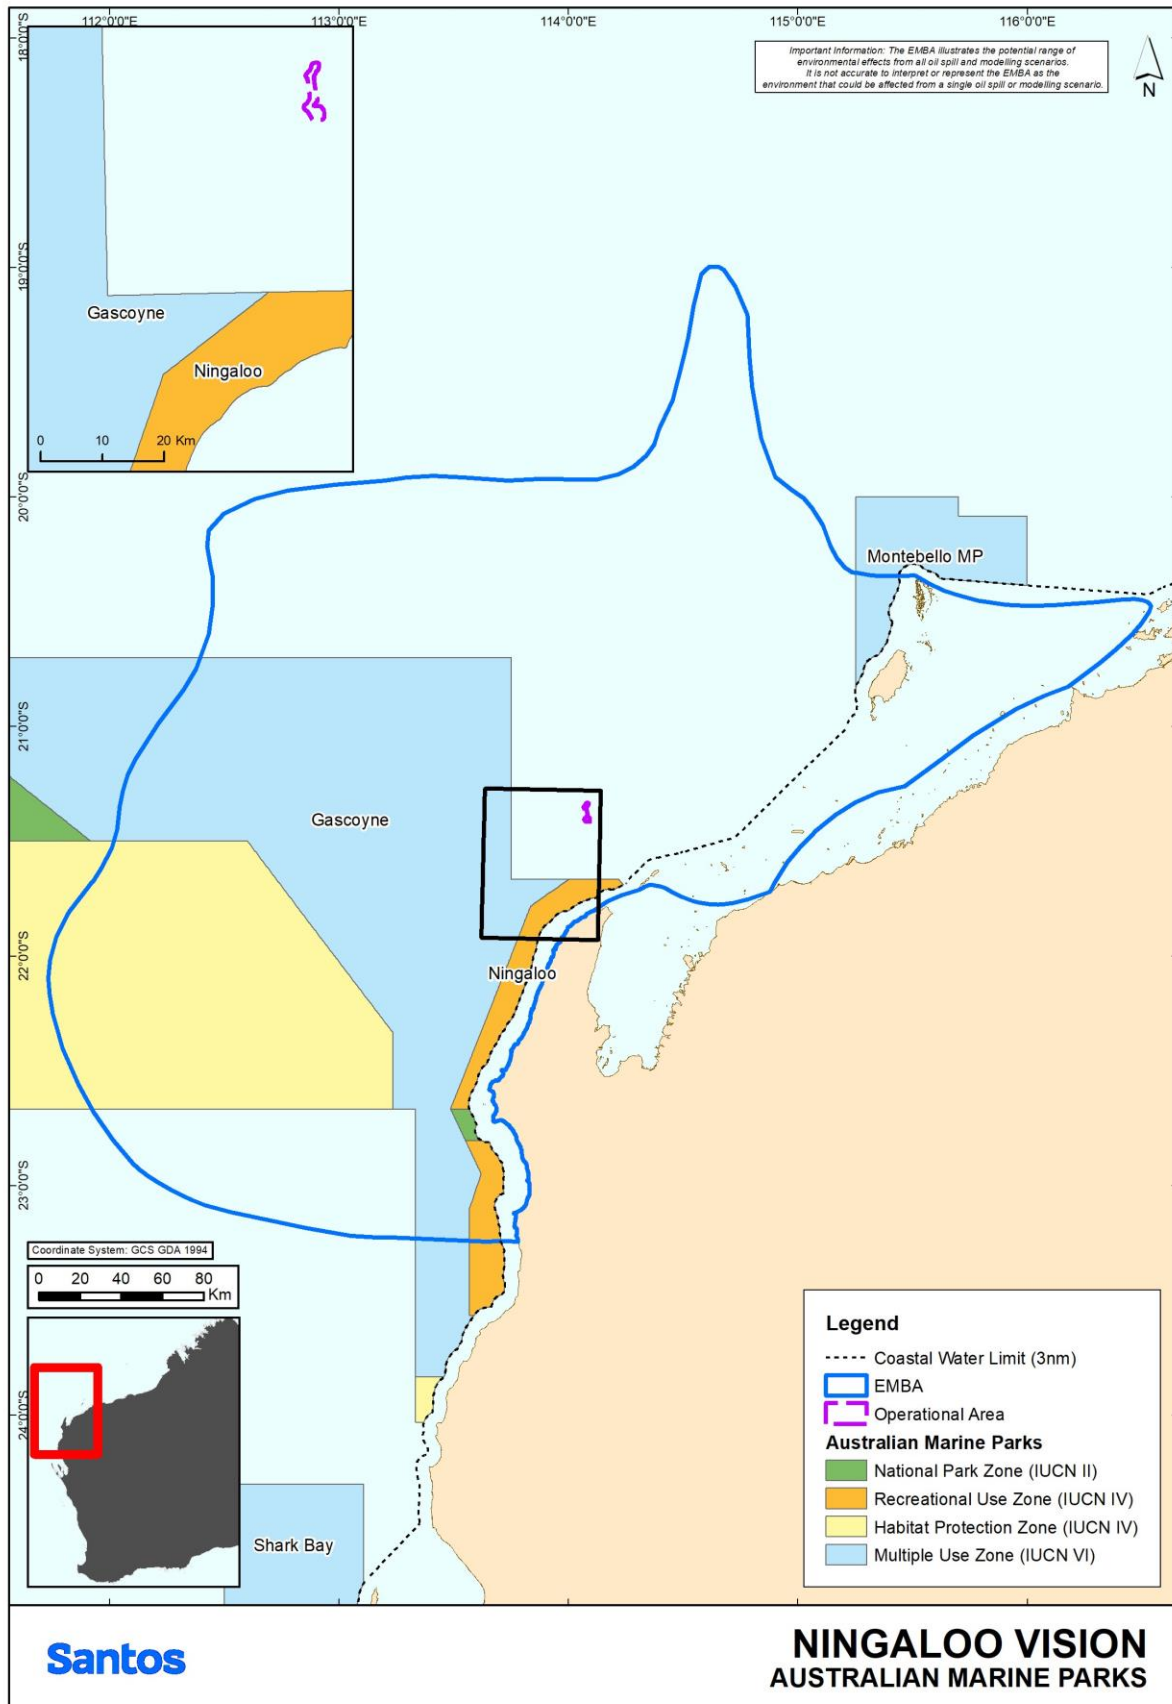 112°0'0"E
113°0'0"E
114°0'0"E
115°0'0"E
116°0'0"E
18°0'0"S
19°0'0"S
20°0'0"S
21°0'0"S
22°0'0"S
23°0'0"S
24°0'0"S
Important Information: The EMBA illustrates the potential range of
environmental effects from all oil spill and modelling scenarios.
It is not accurate to interpret or represent the EMBA as the
environment that could be affected from a single oil spill or modelling scenario.
N
Gascoyne
Ningaloo
0 10 20 Km
Montebello MP
Gascoyne
Ningaloo
Coordinate System: GCS GDA 1994
0 20 40 60 80
Km
Shark Bay
Legend
Coastal Water Limit (3nm)
EMBA
Operational Area
Australian Marine Parks
National Park Zone (IUCN II)
Recreational Use Zone (IUCN IV)
Habitat Protection Zone (IUCN IV)
Multiple Use Zone (IUCN VI)
Santos
NINGALOO VISION
AUSTRALIAN MARINE PARKS